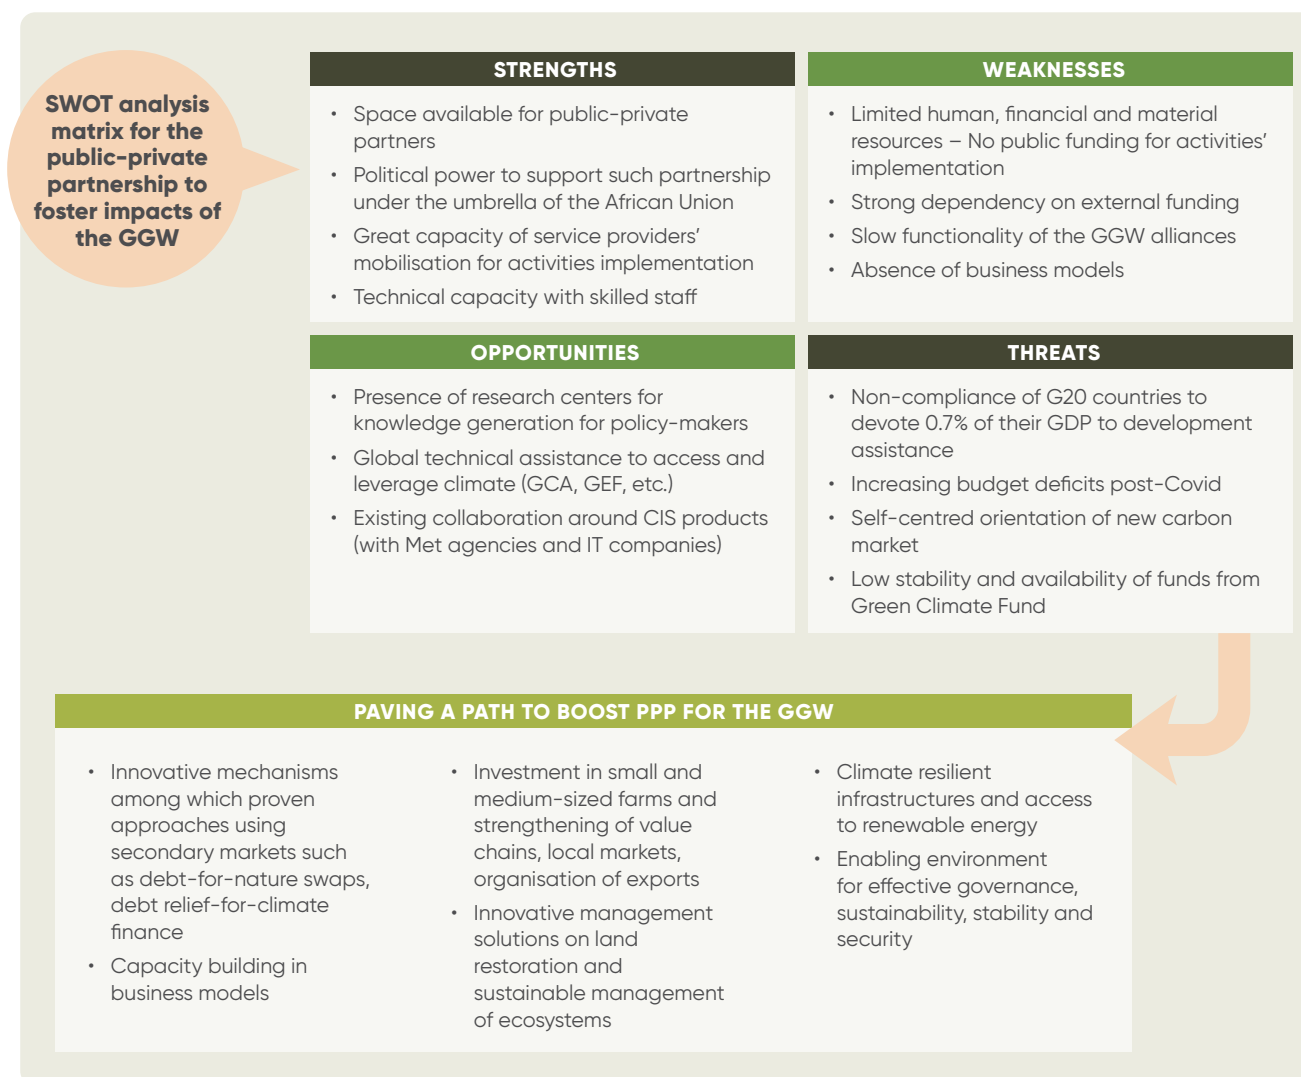 SWOT analysis
matrix for the
public-private
partnership to
foster impacts of
the GGW
STRENGTHS
• Space available for public-private
partners
• Political power to support such partnership
under the umbrella of the African Union
• Great capacity of service providers’
mobilisation for activities implementation
• Technical capacity with skilled staff
WEAKNESSES
• Limited human, financial and material
resources – No public funding for activities’
implementation
• Strong dependency on external funding
• Slow functionality of the GGW alliances
• Absence of business models
OPPORTUNITIES
• Presence of research centers for
knowledge generation for policy-makers
• Global technical assistance to access and
leverage climate (GCA, GEF, etc.)
• Existing collaboration around CIS products
(with Met agencies and IT companies)
THREATS
• Non-compliance of G20 countries to
devote 0.7% of their GDP to development
assistance
• Increasing budget deficits post-Covid
• Self-centred orientation of new carbon
market
• Low stability and availability of funds from
Green Climate Fund
PAVING A PATH TO BOOST PPP FOR THE GGW
• Innovative mechanisms
among which proven
approaches using
secondary markets such
as debt-for-nature swaps,
debt relief-for-climate
finance
• Capacity building in
business models
• Investment in small and
medium-sized farms and
strengthening of value
chains, local markets,
organisation of exports
• Innovative management
solutions on land
restoration and
sustainable management
of ecosystems
• Climate resilient
infrastructures and access
to renewable energy
• Enabling environment
for effective governance,
sustainability, stability and
security